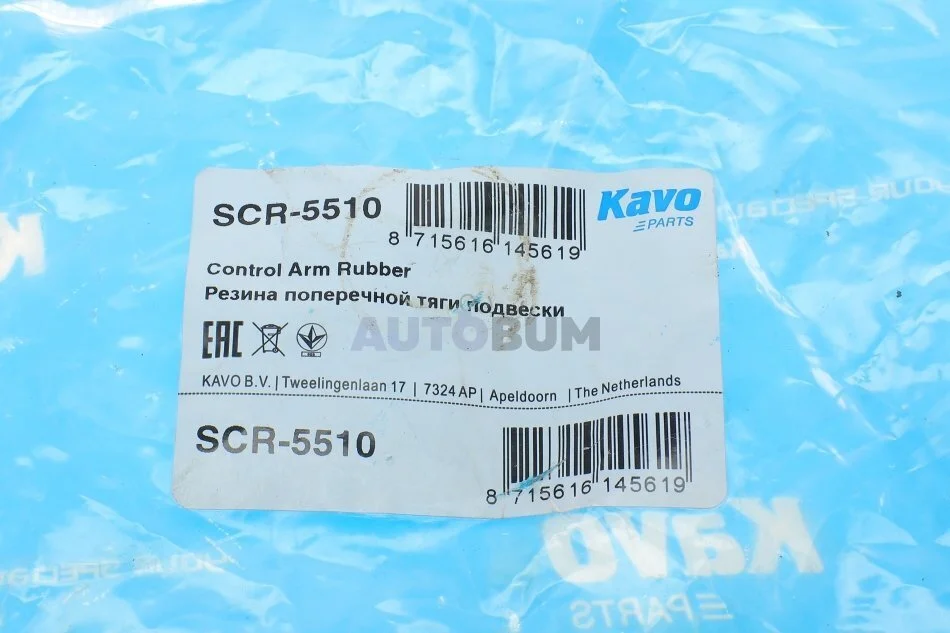 SCR-5510
8 715616 145619
Kavo
PARTS
Control Arm Rubber
Резина поперечной тяги подвески
EAC
AUTOBUM
KAVO B.V. | Tweelingenlaan 17 | 7324 AP | Apeldoorn | The Netherlands
SCR-5510
8 715616 145619
Kavo
PARTS